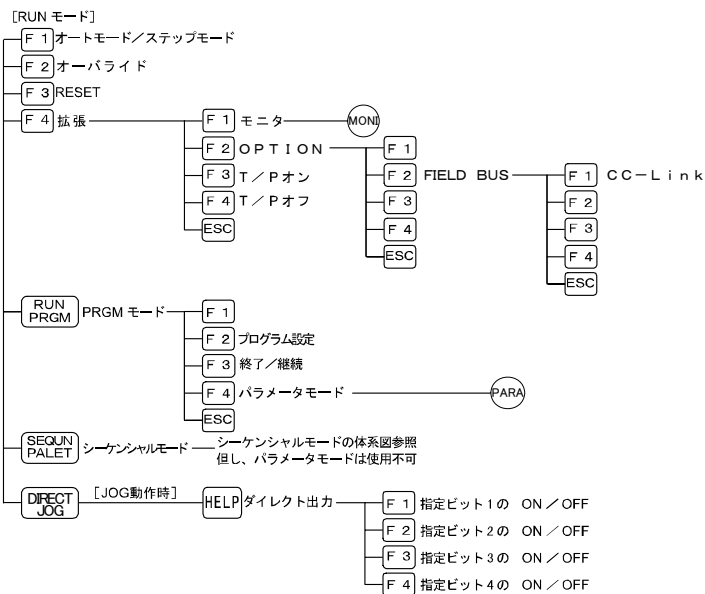 [RUN モード]
F 1 オートモード/ステップモード
F 2 オーバライド
F 3 RESET
F 4 拡張 F 1 モニタ MONI
F 2 OPTION F 1
F 3 T/Pオン F 2 FIELD BUS F 1 CC-Link
F 4 T/Pオフ F 3 F 2
ESC F 4 F 3
ESC F 4
ESC
RUN PRGM PRGM モード F 1
F 2 プログラム設定
F 3 終了/継続
F 4 パラメータモード PARA
ESC
SEQUN PALET シーケンシャルモード シーケンシャルモードの体系図参照
但し、パラメータモードは使用不可
DIRECT JOG [JOG動作時] HELP ダイレクト出力 F 1 指定ビット1の ON/OFF
F 2 指定ビット2の ON/OFF
F 3 指定ビット3の ON/OFF
F 4 指定ビット4の ON/OFF